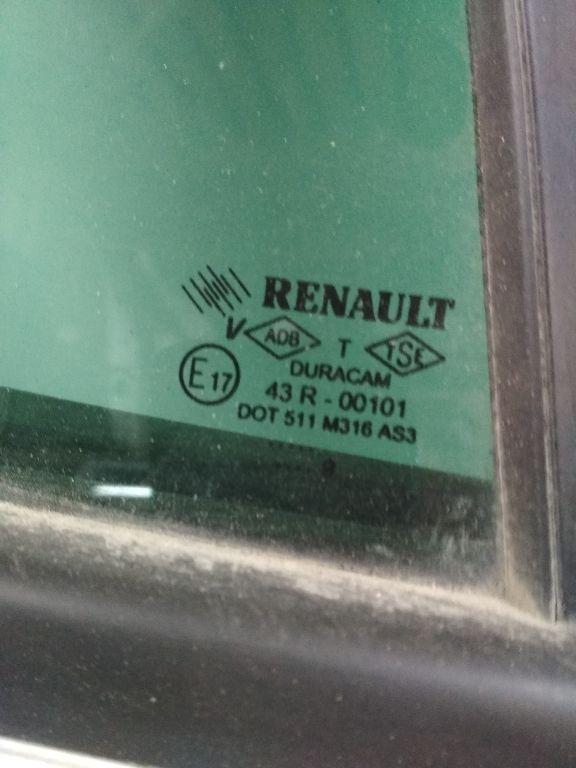 RENAULT
V ADB T TSE
DURACAM
E17 43 R - 00101
DOT 511 M316 AS3